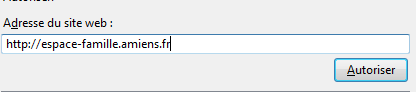 Adresse du site web :
http://espace-famille.amiens.fr
Autoriser